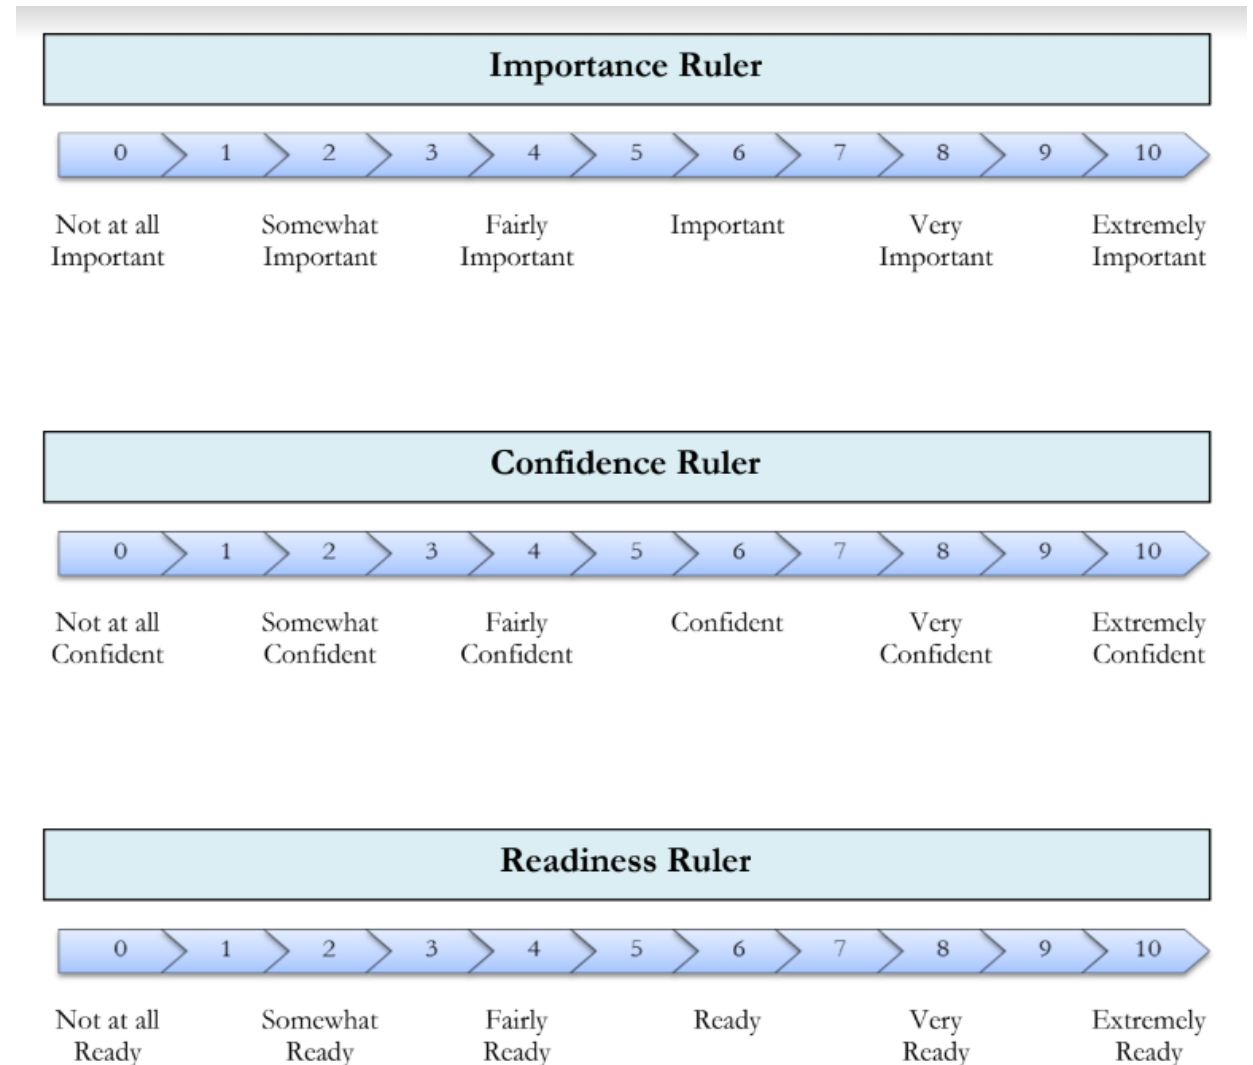 Importance Ruler
0 1 2 3 4 5 6 7 8 9 10
Not at all Somewhat Fairly Important Very Extremely
Important Important Important Important Important
Confidence Ruler
0 1 2 3 4 5 6 7 8 9 10
Not at all Somewhat Fairly Confident Very Extremely
Confident Confident Confident Confident Confident
Readiness Ruler
0 1 2 3 4 5 6 7 8 9 10
Not at all Somewhat Fairly Ready Very Extremely
Ready Ready Ready Ready Ready